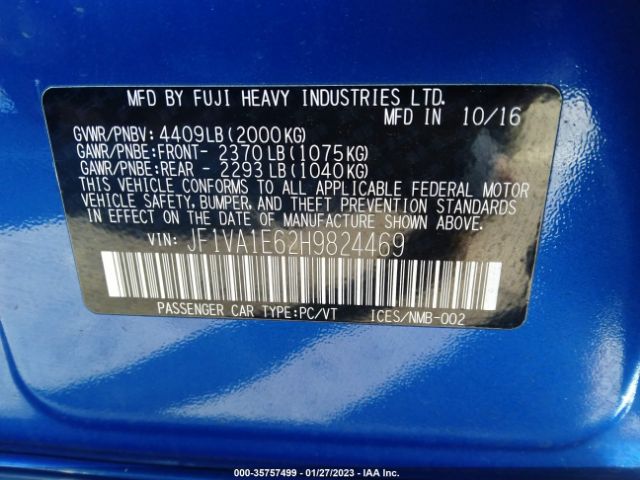 MFD BY FUJI HEAVY INDUSTRIES LTD.
MFD IN 10/16
GVWR/PNBV: 4409LB(2000KG)
GAWR/PNBE:FRONT- 2370LB(1075KG)
GAWR/PNBE:REAR - 2293LB(1040KG)
THIS VEHICLE CONFORMS TO ALL APPLICABLE FEDERAL MOTOR
VEHICLE SAFETY, BUMPER, AND THEFT PREVENTION STANDARDS
IN EFFECT ON THE DATE OF MANUFACTURE SHOWN ABOVE.
VIN: JF1VA1E62H9824469
PASSENGER CAR TYPE:PC/VT ICES/NMB-002
000-35757499 - 01/27/2023 - IAA Inc.